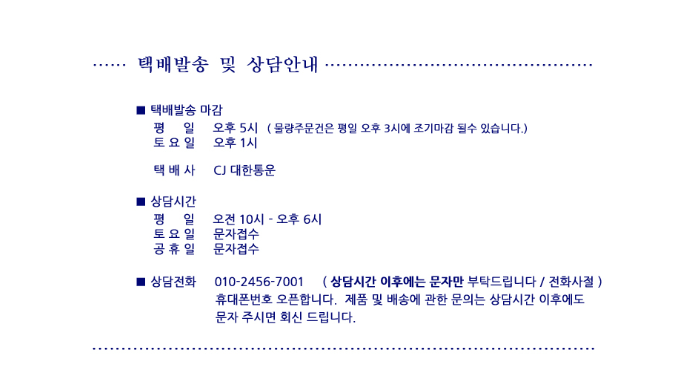 택배발송 및 상담안내
■ 택배발송 마감
평 일 오후 5시 ( 물량주문건은 평일 오후 3시에 조기마감 될수 있습니다.)
토 요 일 오후 1시
택 배 사 CJ 대한통운
■ 상담시간
평 일 오전 10시 - 오후 6시
토 요 일 문자접수
공 휴 일 문자접수
■ 상담전화 010-2456-7001 ( 상담시간 이후에는 문자만 부탁드립니다 / 전화사절 )
휴대폰번호 오픈합니다. 제품 및 배송에 관한 문의는 상담시간 이후에도
문자 주시면 회신 드립니다.